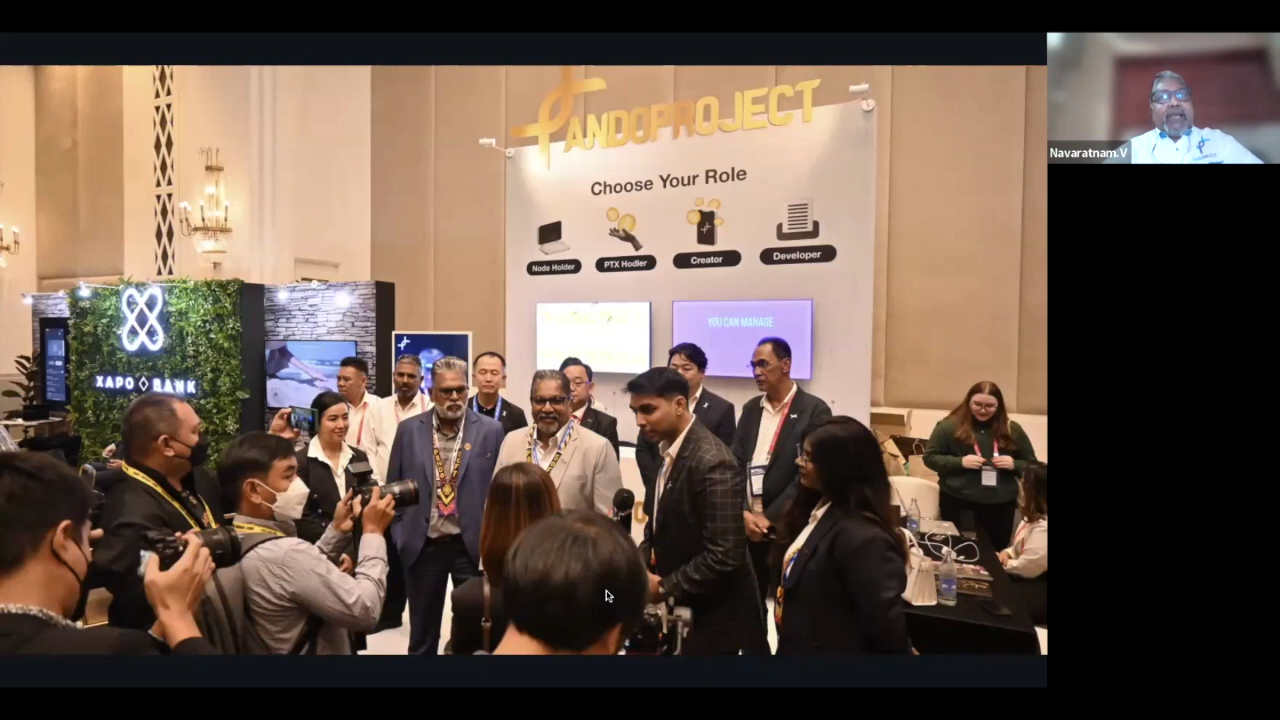 PANDOPROJECT
Choose Your Role
Node Holder
PTX Hodler
Creator
Developer
YOU CAN MANAGE
XAPO BANK
Navaratnam.V